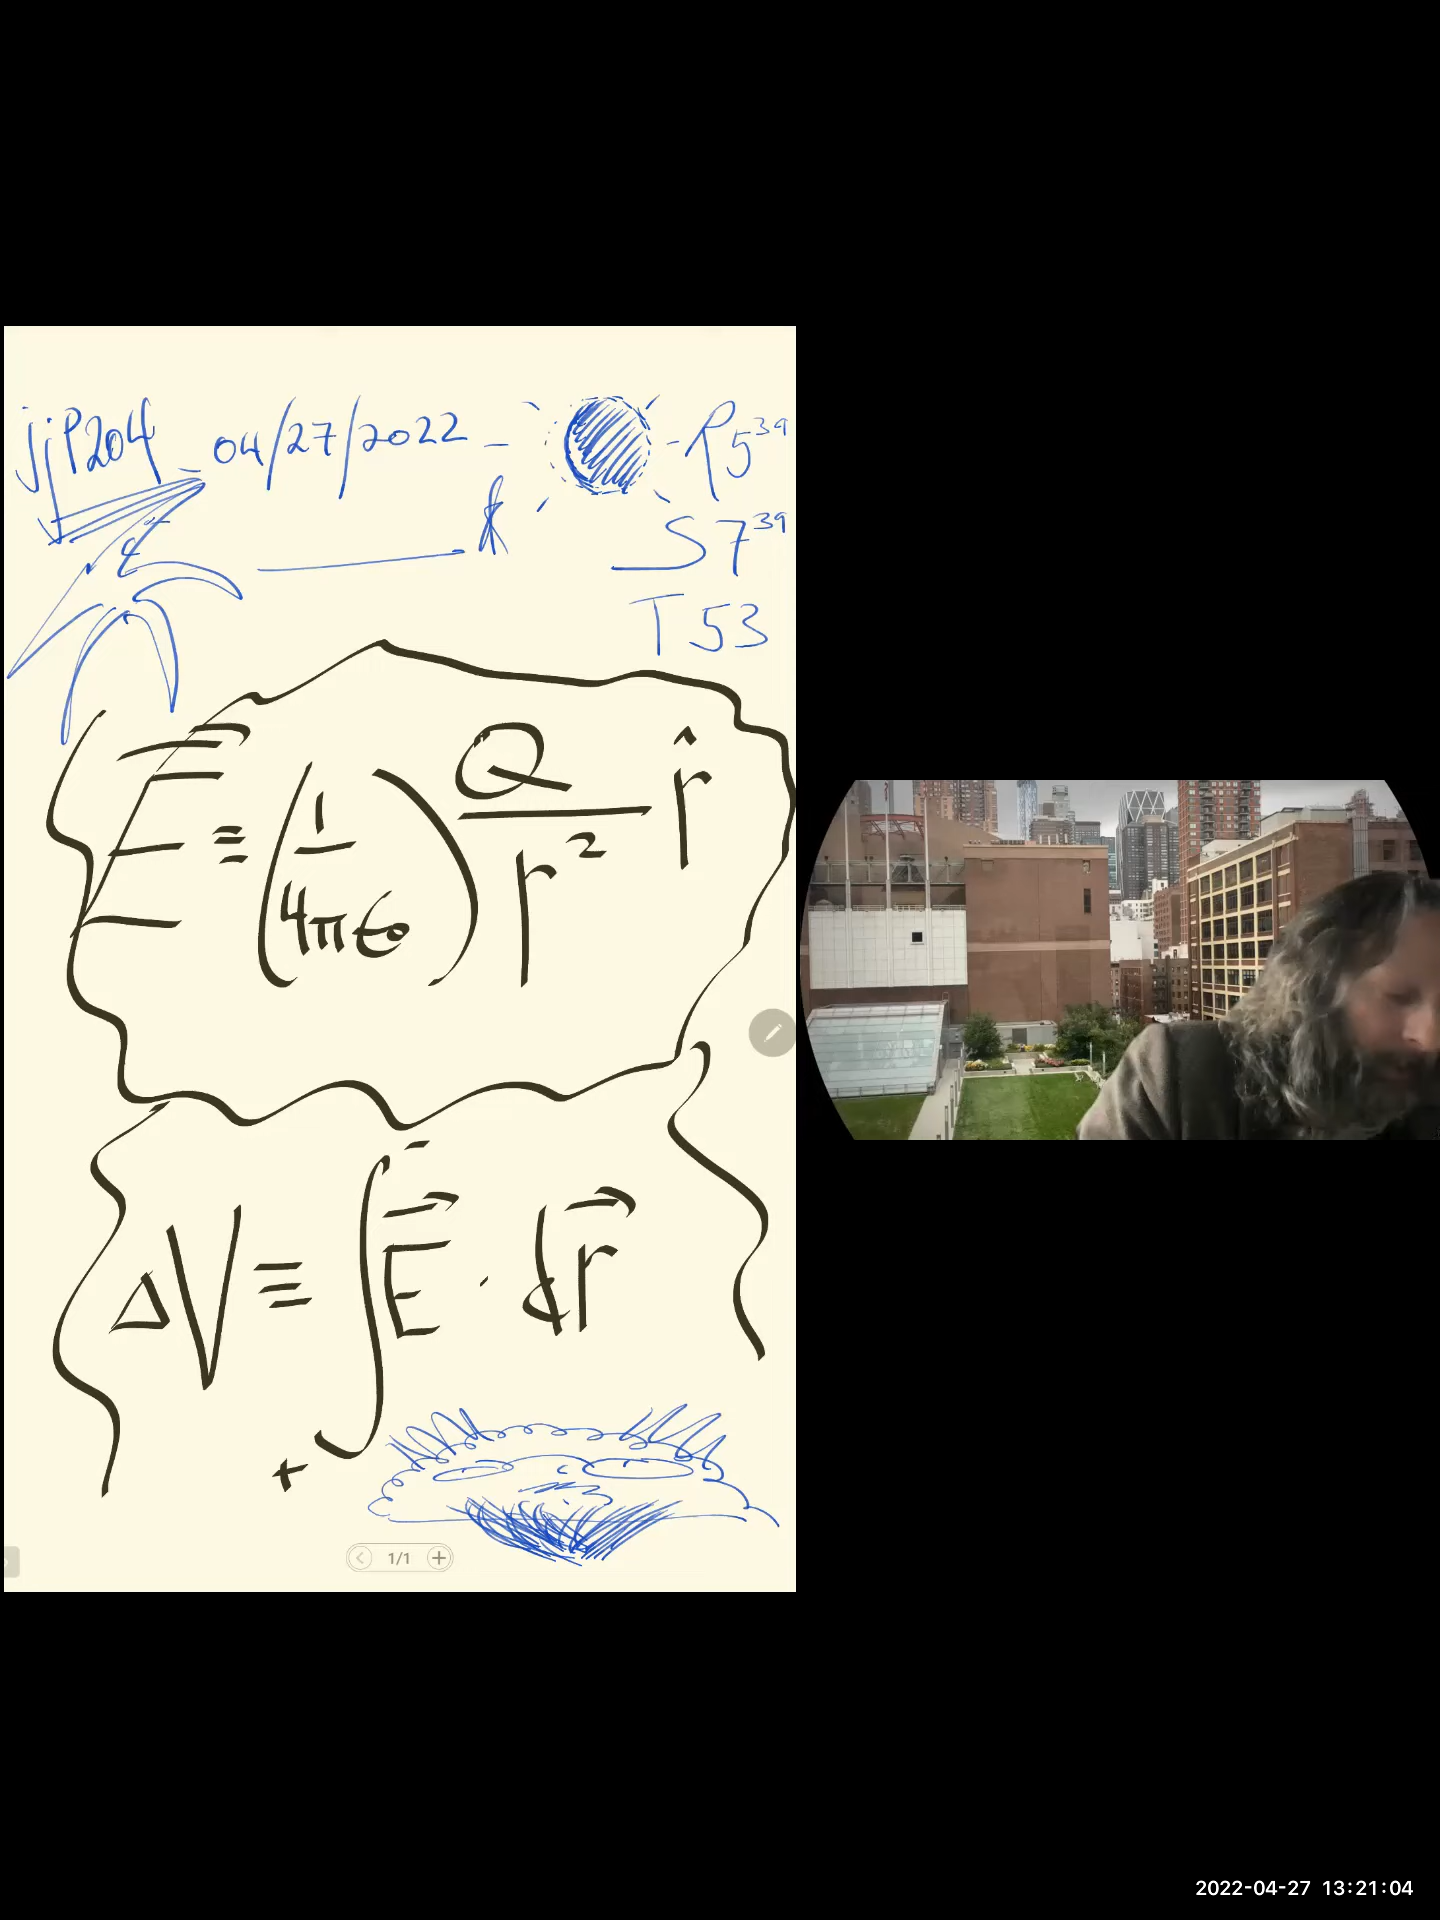 jjP204 - 04/27/2022 - - R5³⁹
S7³⁹
T53
E⃗ = (1/4πε₀) Q/r² r̂
ΔV ≡ ∫₊⁻ E⃗ · dr⃗
1/1
2022-04-27 13:21:04